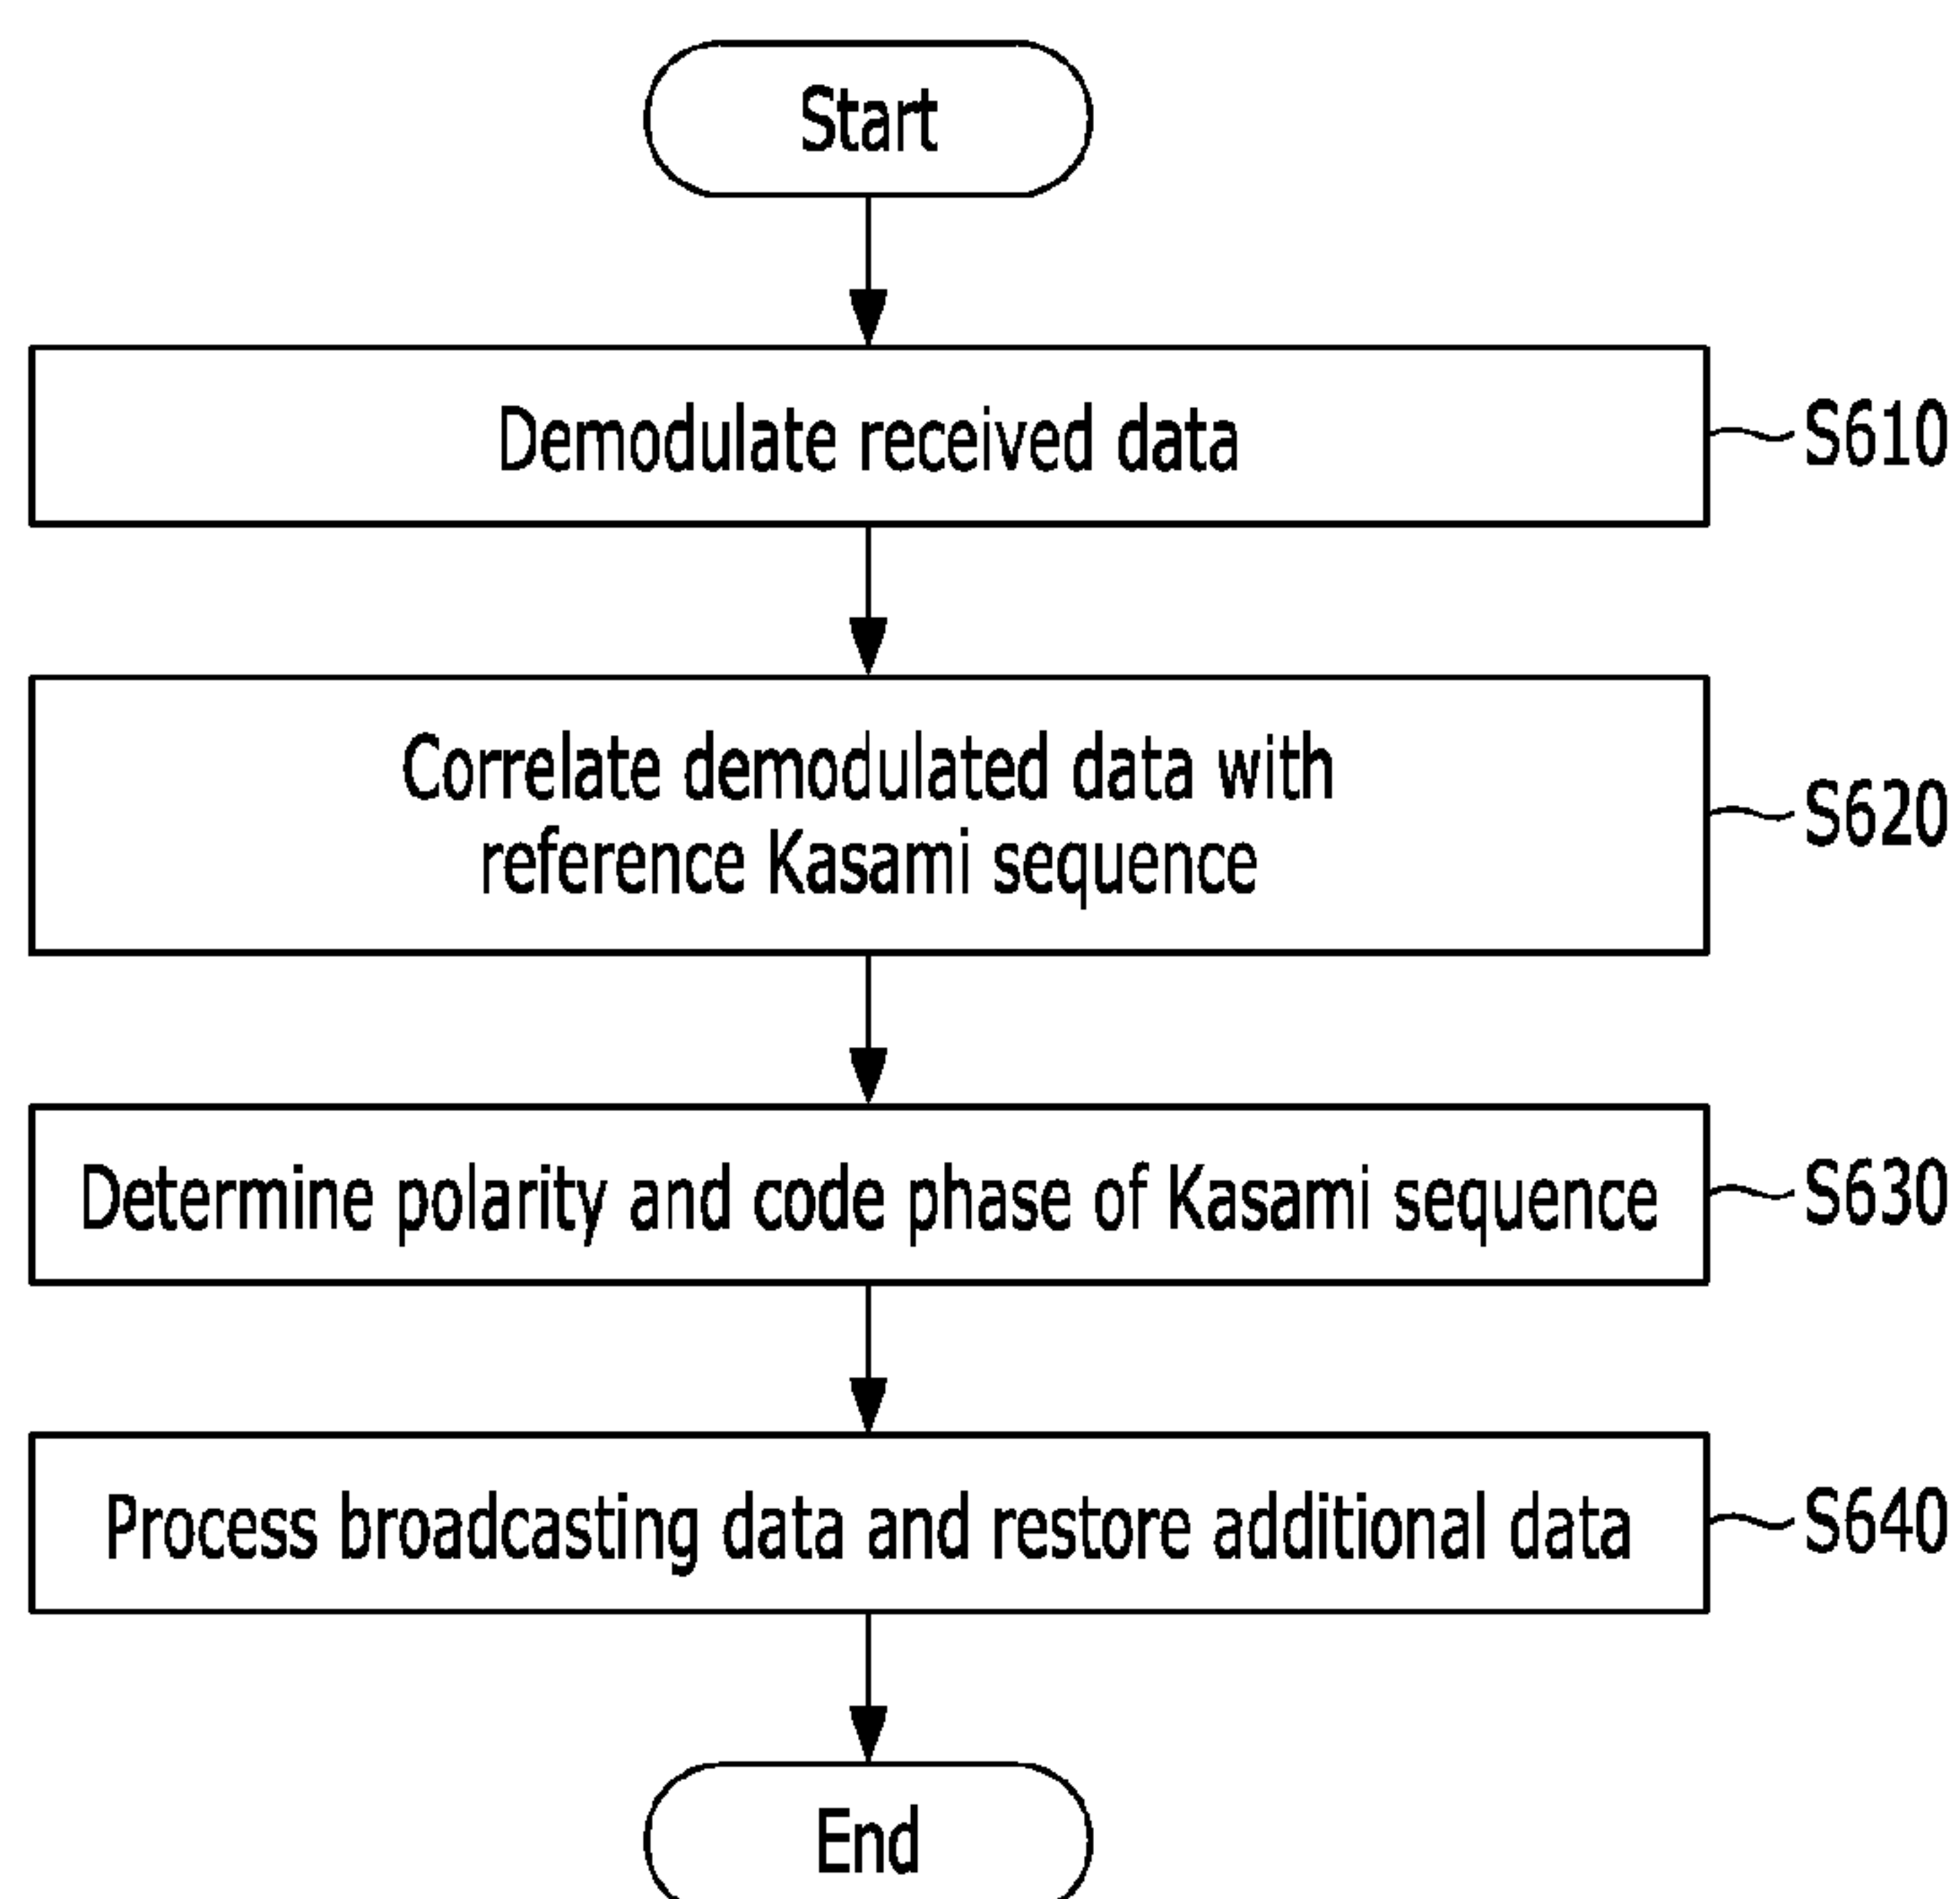 Start
Demodulate received data
S610
Correlate demodulated data with
reference Kasami sequence
S620
Determine polarity and code phase of Kasami sequence
S630
Process broadcasting data and restore additional data
S640
End